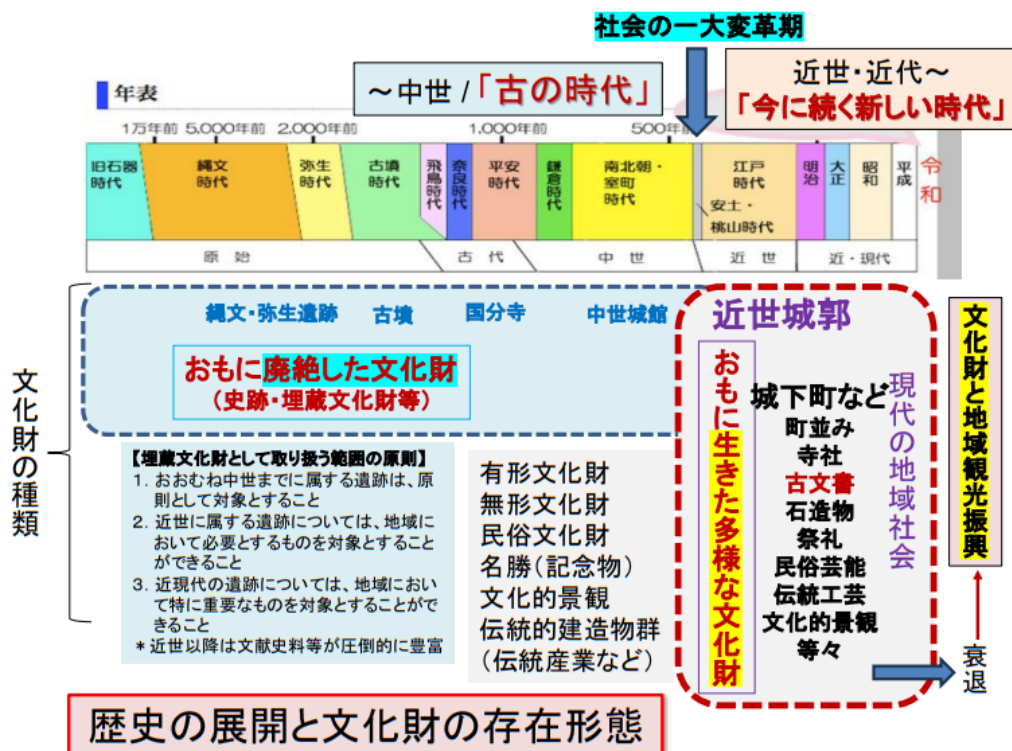 社会の一大変革期
～中世 /「古の時代」
近世・近代～
「今に続く新しい時代」
年表
1万年前 5,000年前 2,000年前 1,000年前 500年前
旧石器
時代
縄文
時代
弥生
時代
古墳
時代
飛鳥時代
奈良時代
平安
時代
鎌倉時代
南北朝・
室町
時代
安土・
桃山時代
江戸
時代
明治
大正
昭和
平成
令和
原始 古代 中世 近世 近・現代
文化財の種類
縄文・弥生遺跡 古墳 国分寺 中世城館
おもに廃絶した文化財
(史跡・埋蔵文化財等)
【埋蔵文化財として取り扱う範囲の原則】
1. おおむね中世までに属する遺跡は、原
則として対象とすること
2. 近世に属する遺跡については、地域に
おいて必要とするものを対象とすること
ができること
3. 近現代の遺跡については、地域におい
て特に重要なものを対象とすることがで
きること
* 近世以降は文献史料等が圧倒的に豊富
有形文化財
無形文化財
民俗文化財
名勝(記念物)
文化的景観
伝統的建造物群
(伝統産業など)
近世城郭
おもに生きた多様な文化財
城下町など
町並み
寺社
古文書
石造物
祭礼
民俗芸能
伝統工芸
文化的景観
等々
現代の地域社会
文化財と地域観光振興
衰退
歴史の展開と文化財の存在形態